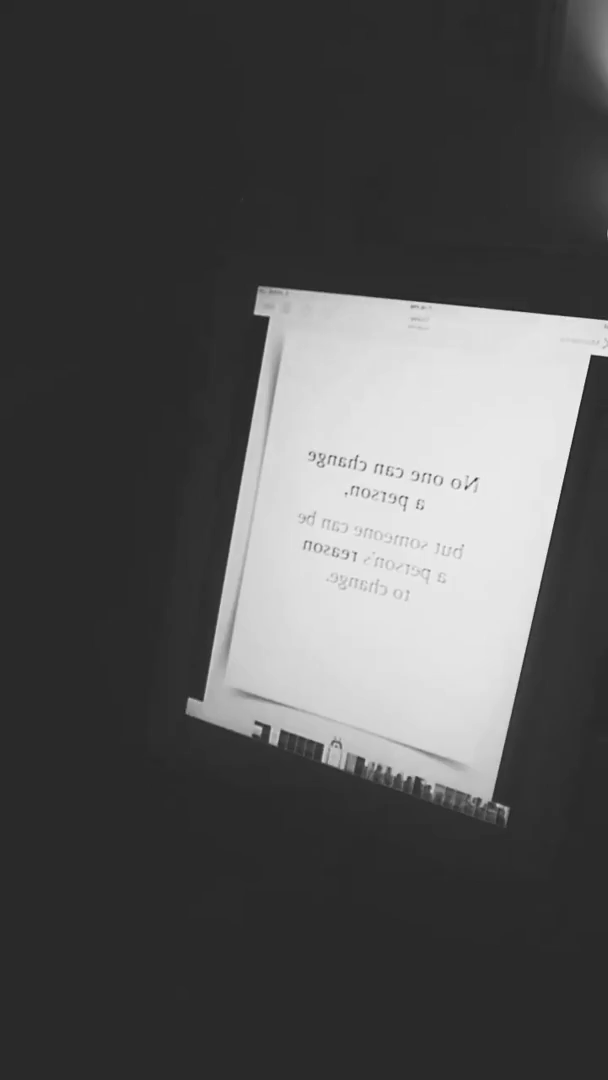 No one can change
a person,
but someone can be
a person's reason
to change.